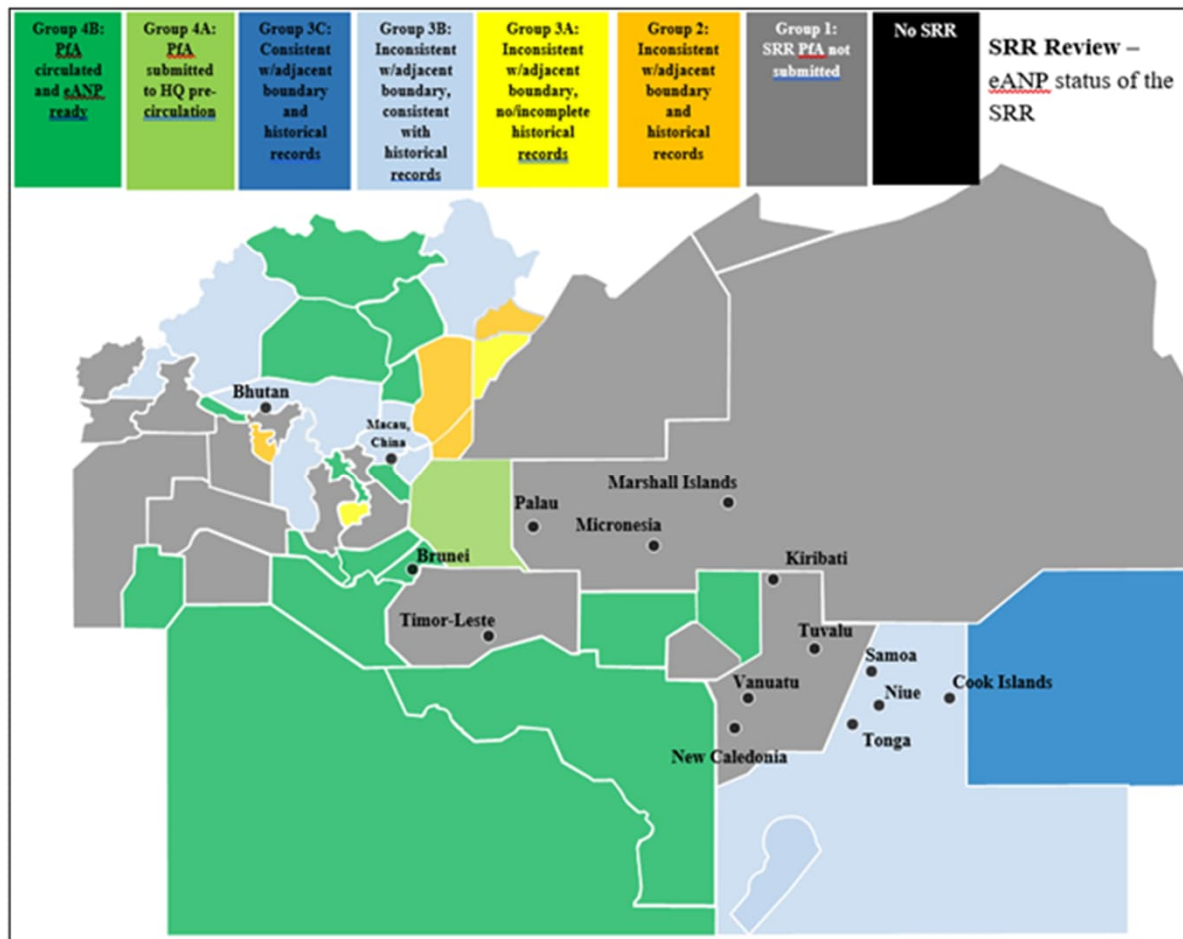 Group 4B:
PfA
circulated
and eANP
ready
Group 4A:
PfA
submitted
to HQ pre-
circulation
Group 3C:
Consistent
w/adjacent
boundary
and
historical
records
Group 3B:
Inconsistent
w/adjacent
boundary,
consistent
with
historical
records
Group 3A:
Inconsistent
w/adjacent
boundary,
no/incomplete
historical
records
Group 2:
Inconsistent
w/adjacent
boundary
and
historical
records
Group 1:
SRR PfA not
submitted
No SRR
SRR Review –
eANP status of the
SRR
Bhutan
Macau,
China
Marshall Islands
Palau
Micronesia
Brunei
Kiribati
Timor-Leste
Tuvalu
Samoa
Vanuatu
Niue
Cook Islands
Tonga
New Caledonia